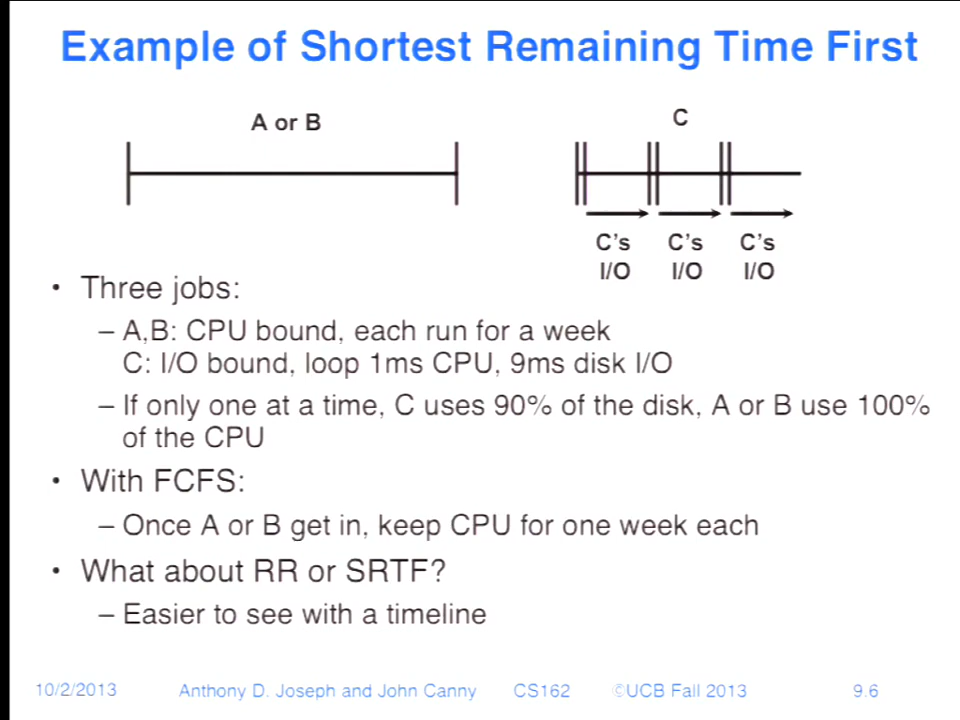 Example of Shortest Remaining Time First
A or B
C
C's C's C's
I/O I/O I/O
• Three jobs:
– A,B: CPU bound, each run for a week
C: I/O bound, loop 1ms CPU, 9ms disk I/O
– If only one at a time, C uses 90% of the disk, A or B use 100%
of the CPU
• With FCFS:
– Once A or B get in, keep CPU for one week each
• What about RR or SRTF?
– Easier to see with a timeline
10/2/2013 Anthony D. Joseph and John Canny CS162 ©UCB Fall 2013 9.6